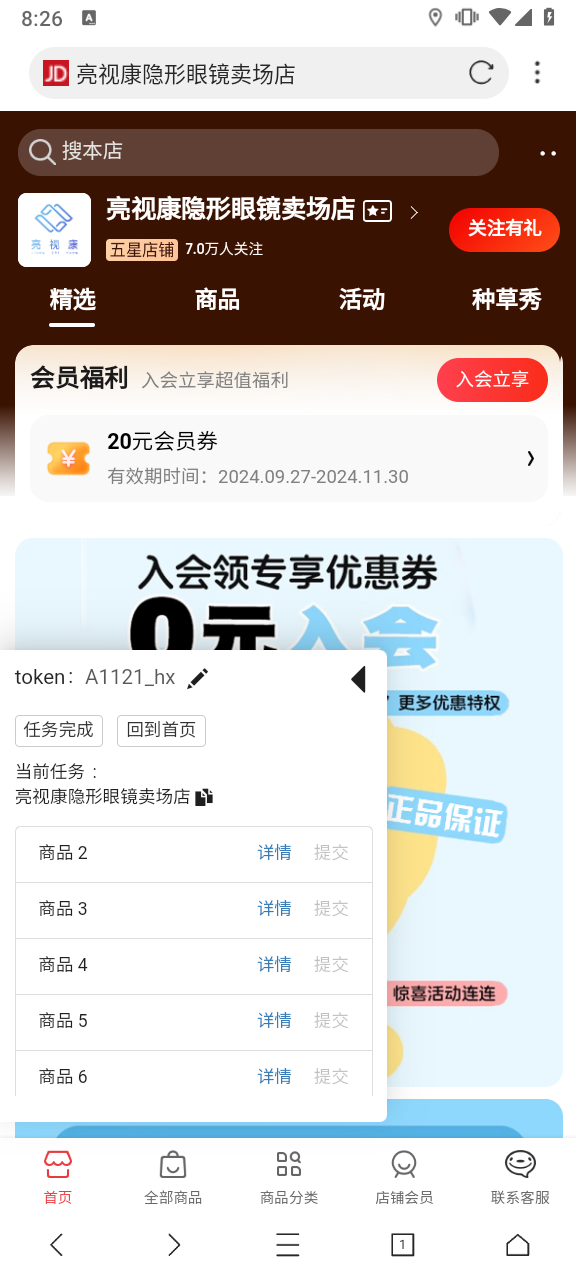 8:26
A
JD 亮视康隐形眼镜卖场店
搜本店
亮视康隐形眼镜卖场店
亮 视 康
五星店铺 7.0万人关注
关注有礼
精选 商品 活动 种草秀
会员福利 入会立享超值福利 入会立享
20元会员券
¥
有效期时间：2024.09.27-2024.11.30
入会领专享优惠券
0元入会
更多优惠特权
正品保证
惊喜活动连连
token： A1121_hx
任务完成 回到首页
当前任务 ：
亮视康隐形眼镜卖场店
商品 2 详情 提交
商品 3 详情 提交
商品 4 详情 提交
商品 5 详情 提交
商品 6 详情 提交
首页 全部商品 商品分类 店铺会员 联系客服
1